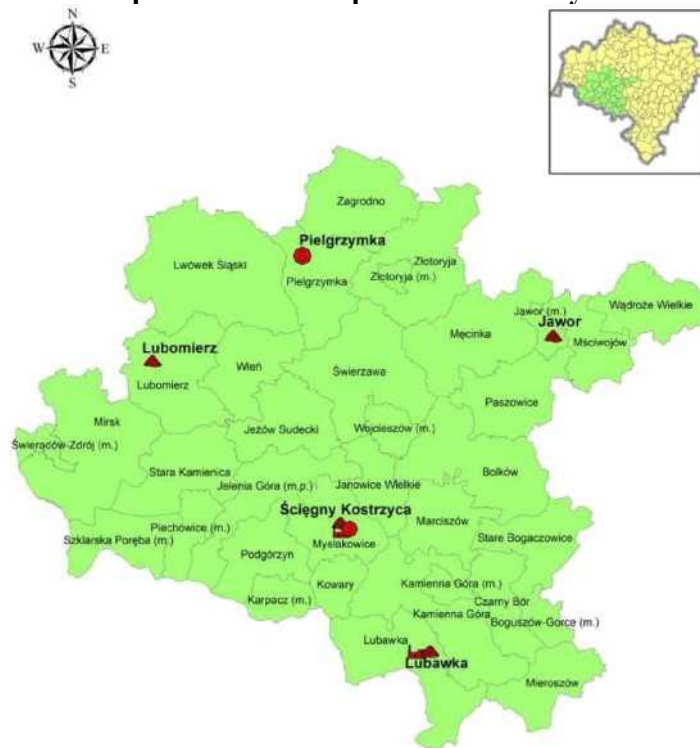 N
W E
S
Zagrodno
Pielgrzymka
Złotoryja
Lwówek Śląski
Złotoryja (m.)
Pielgrzymka
Wądroże Wielkie
Jawor (m.)
Jawor
Męcinka
Mściwojów
Lubomierz
Wleń
Świerzawa
Lubomierz
Paszowice
Mirsk
Jeżów Sudecki
Wojcieszów (m.)
Świeradów-Zdrój (m.)
Stara Kamienica
Bolków
Jelenia Góra (m.p.)
Janowice Wielkie
Ścięgny Kostrzyca
Marciszów
Piechowice (m.)
Szklarska Poręba (m.)
Stare Bogaczowice
Mysłakowice
Podgórzyn
Kowary
Kamienna Góra (m.)
Karpacz (m.)
Czarny Bór
Kamienna Góra
Boguszów-Gorce (m.)
Lubawka
Lubawka
Mieroszów